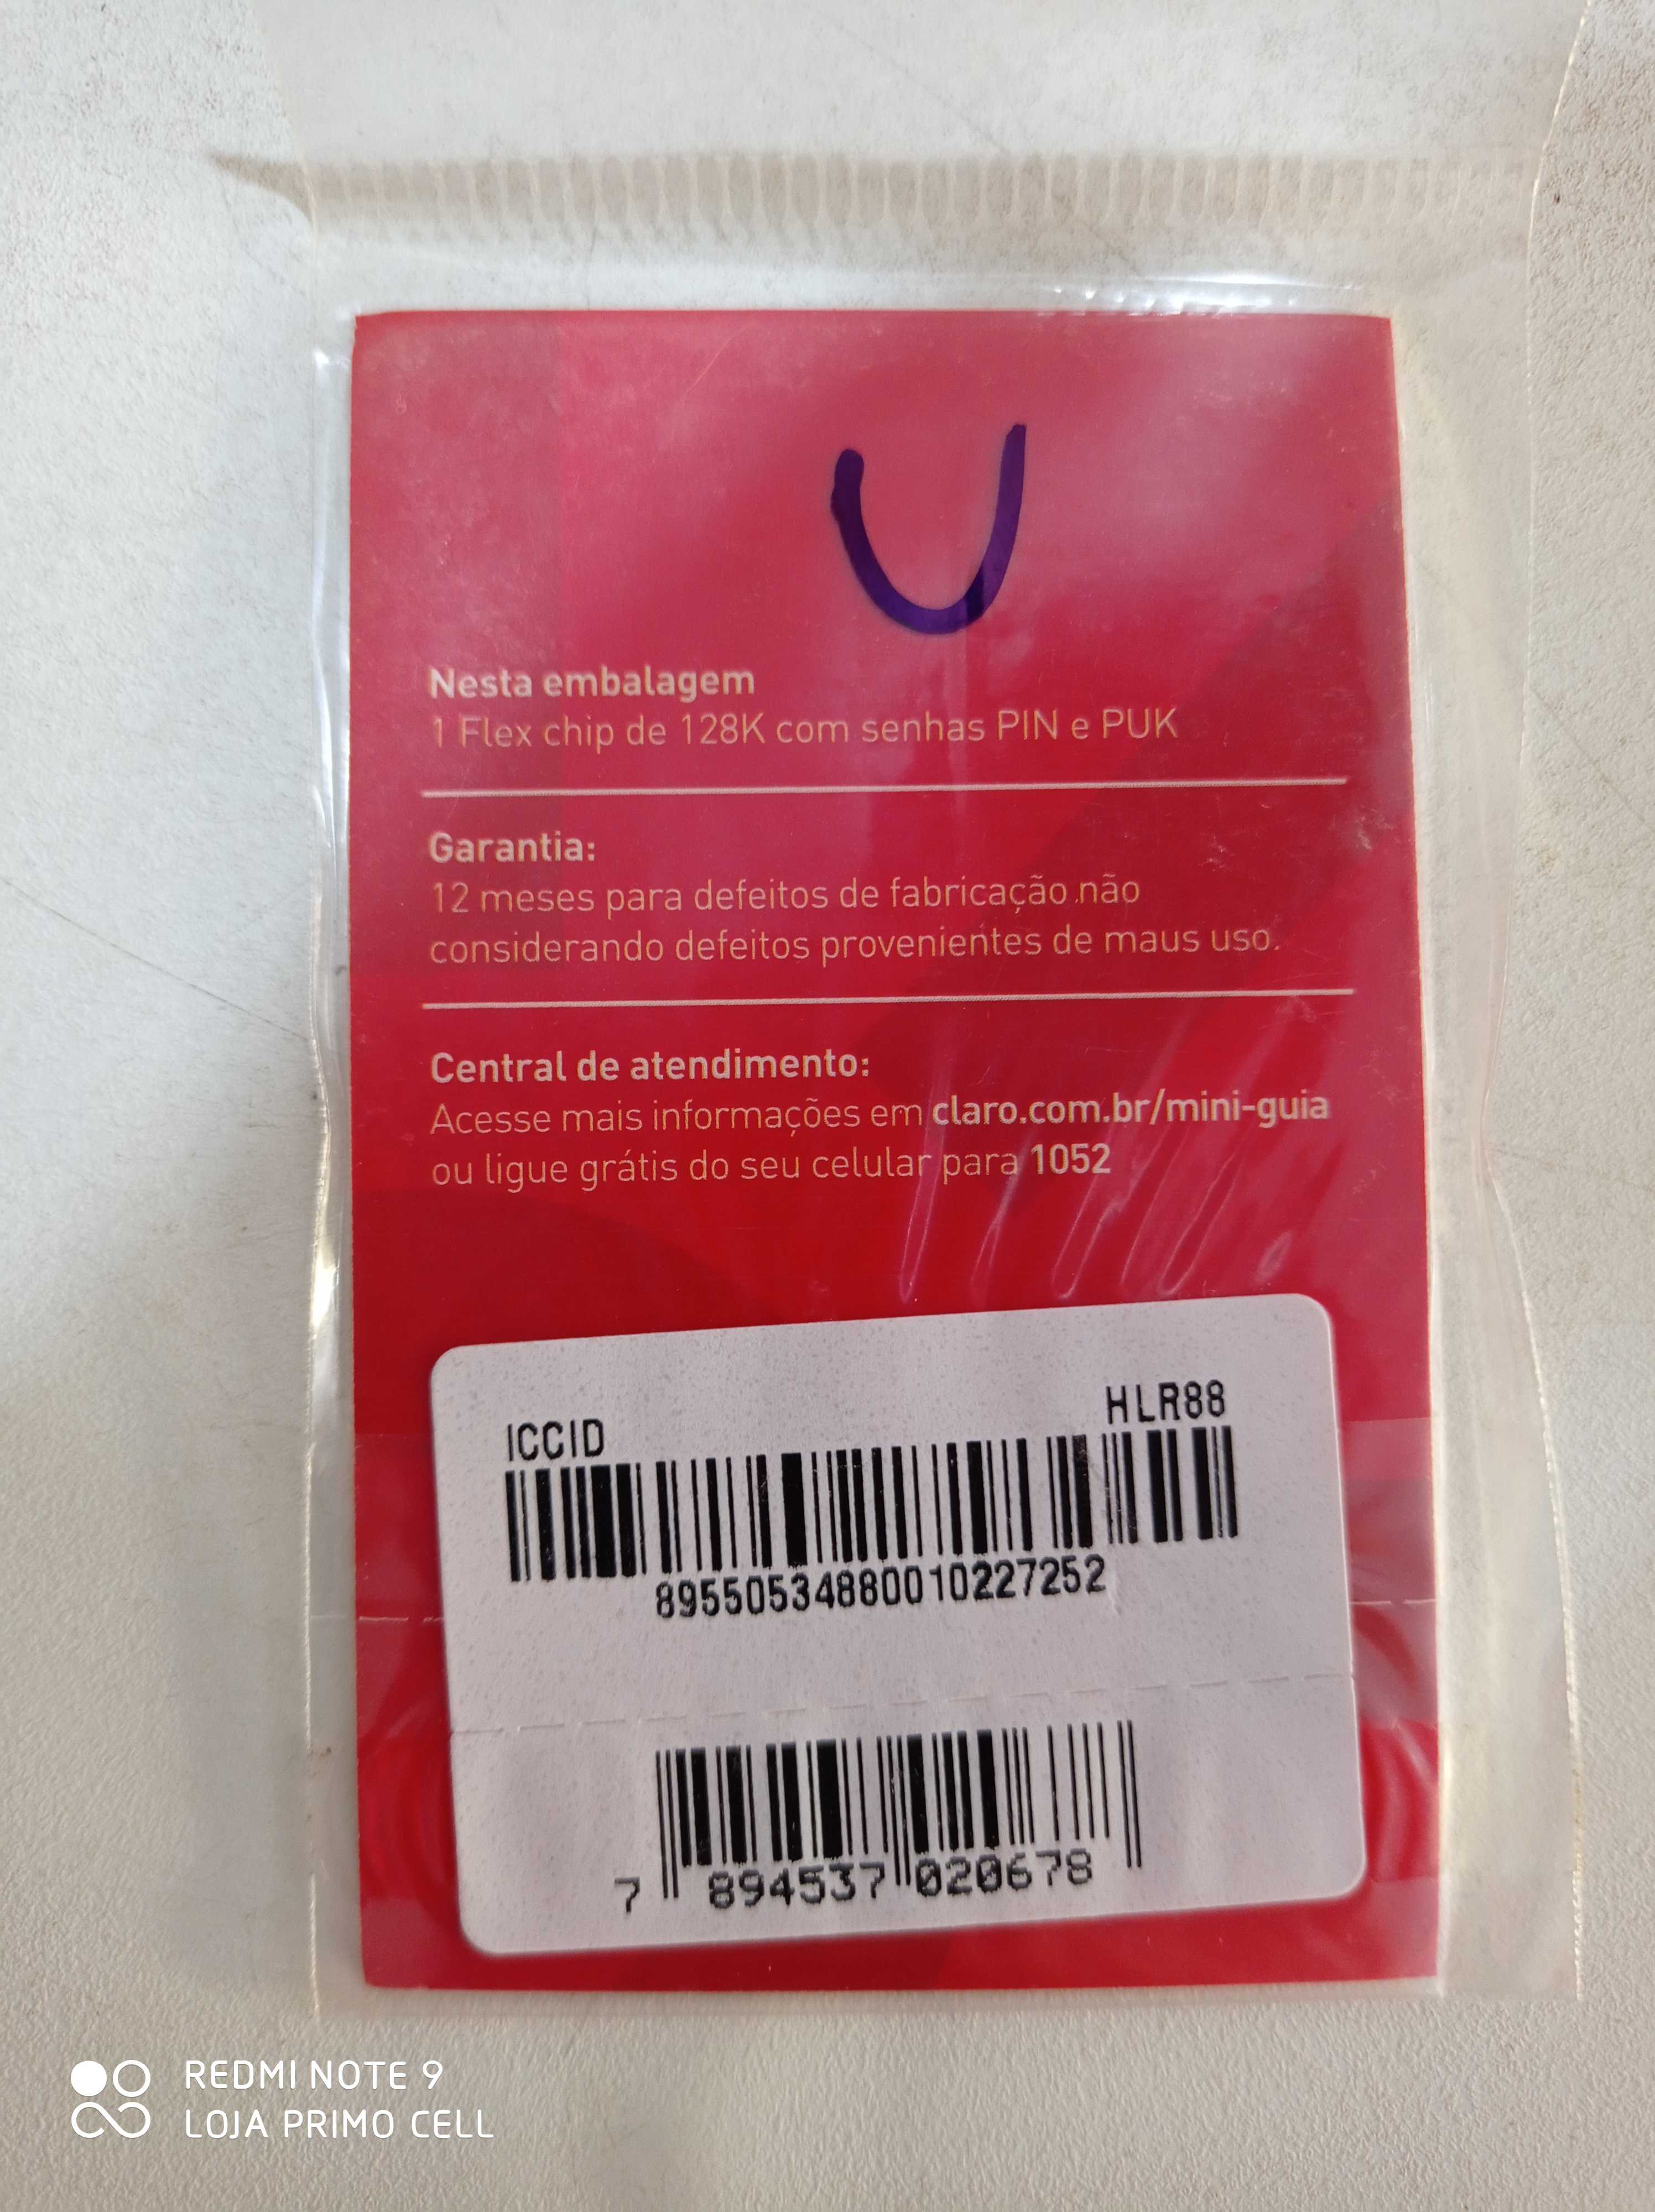 U
Nesta embalagem
1 Flex chip de 128K com senhas PIN e PUK
Garantia:
12 meses para defeitos de fabricação não
considerando defeitos provenientes de maus uso.
Central de atendimento:
Acesse mais informações em claro.com.br/mini-guia
ou ligue grátis do seu celular para 1052
ICCID HLR88
89550534880010227252
7 894537 020678
REDMI NOTE 9
LOJA PRIMO CELL